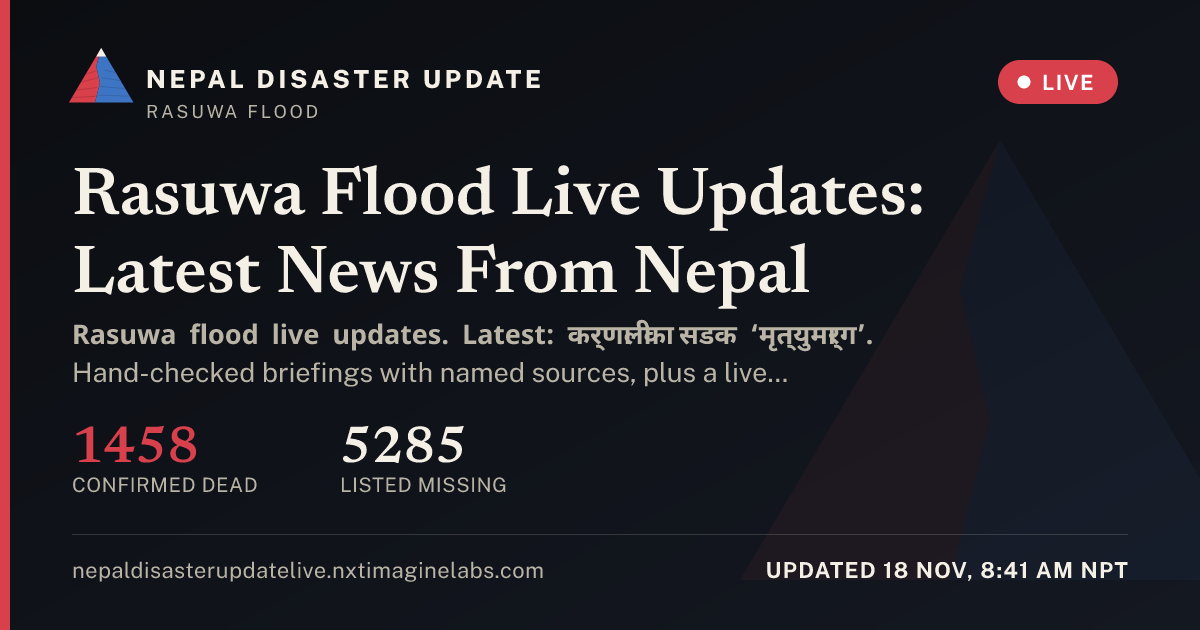 NEPAL DISASTER UPDATE
RASUWA FLOOD
LIVE
Rasuwa Flood Live Updates:
Latest News From Nepal
Rasuwa flood live updates. Latest: कर्णालीका सडक ‘मृत्युमार्ग’.
Hand-checked briefings with named sources, plus a live...
1458
CONFIRMED DEAD
5285
LISTED MISSING
nepaldisasterupdatelive.nxtimaginelabs.com
UPDATED 18 NOV, 8:41 AM NPT